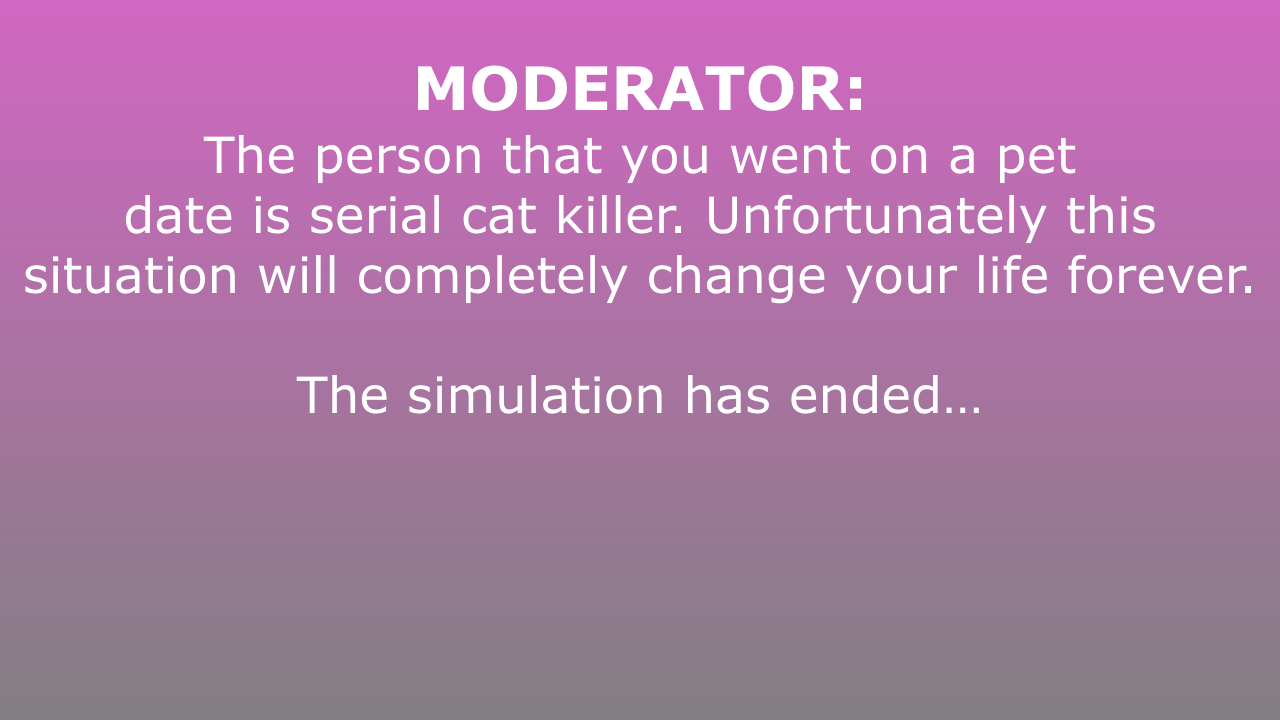 MODERATOR:
The person that you went on a pet
date is serial cat killer. Unfortunately this
situation will completely change your life forever.
The simulation has ended…